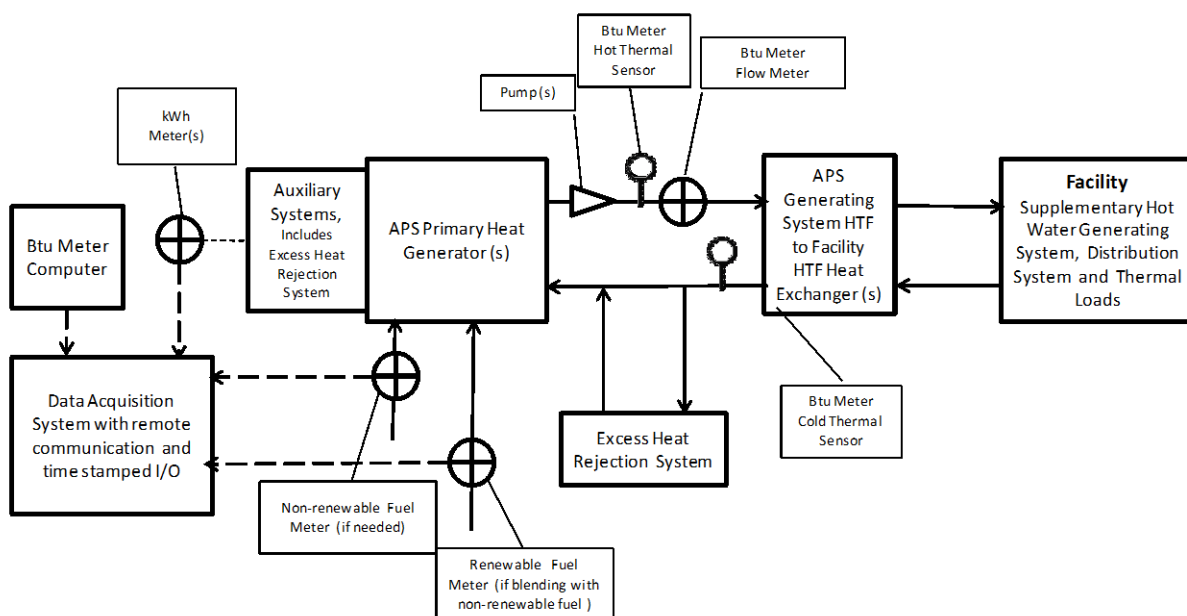 Btu Meter
Hot Thermal
Sensor
Btu Meter
Flow Meter
Pump(s)
kWh
Meter(s)
Auxiliary
Systems,
Includes
Excess Heat
Rejection
System
APS Primary Heat
Generator (s)
APS
Generating
System HTF
to Facility
HTF Heat
Exchanger (s)
Facility
Supplementary Hot
Water Generating
System, Distribution
System and Thermal
Loads
Btu Meter
Computer
Data Acquisition
System with remote
communication and
time stamped I/O
Excess Heat
Rejection System
Btu Meter
Cold Thermal
Sensor
Non-renewable Fuel
Meter (if needed)
Renewable Fuel
Meter (if blending with
non-renewable fuel )